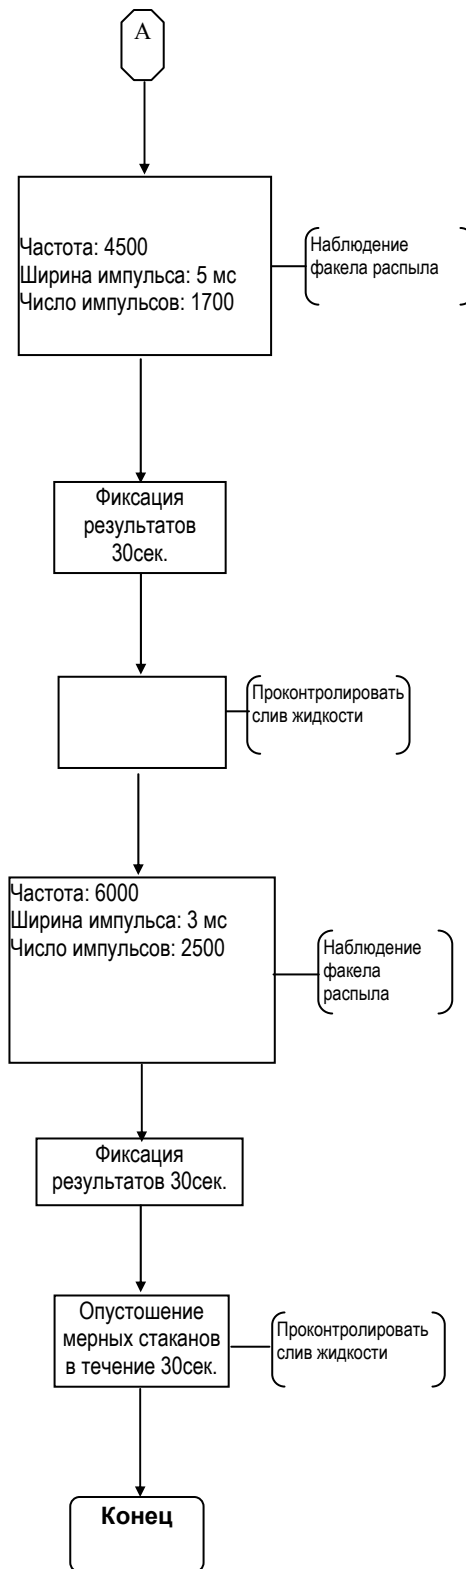 А
Частота: 4500
Ширина импульса: 5 мс
Число импульсов: 1700
Наблюдение
факела распыла
Фиксация
результатов
30сек.
Проконтролировать
слив жидкости
Частота: 6000
Ширина импульса: 3 мс
Число импульсов: 2500
Наблюдение
факела
распыла
Фиксация
результатов 30сек.
Опустошение
мерных стаканов
в течение 30сек.
Проконтролировать
слив жидкости
Конец